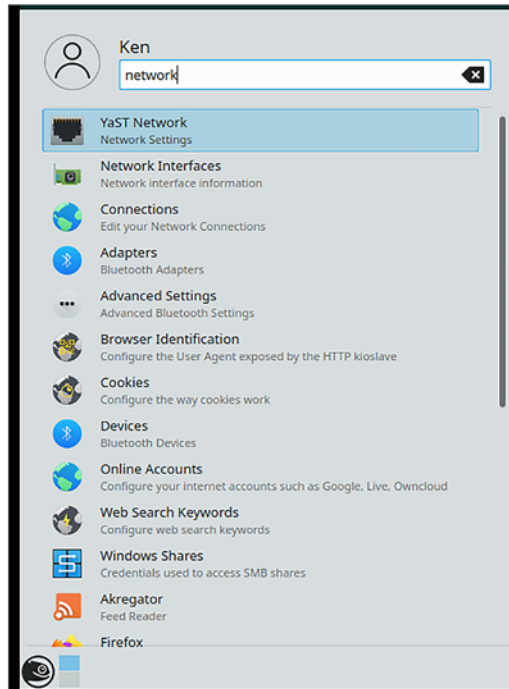 Ken
network
YaST Network
Network Settings
Network Interfaces
Network interface information
Connections
Edit your Network Connections
Adapters
Bluetooth Adapters
Advanced Settings
Advanced Bluetooth Settings
Browser Identification
Configure the User Agent exposed by the HTTP kioslave
Cookies
Configure the way cookies work
Devices
Bluetooth Devices
Online Accounts
Configure your internet accounts such as Google, Live, Owncloud
Web Search Keywords
Configure web search keywords
Windows Shares
Credentials used to access SMB shares
Akregator
Feed Reader
Firefox